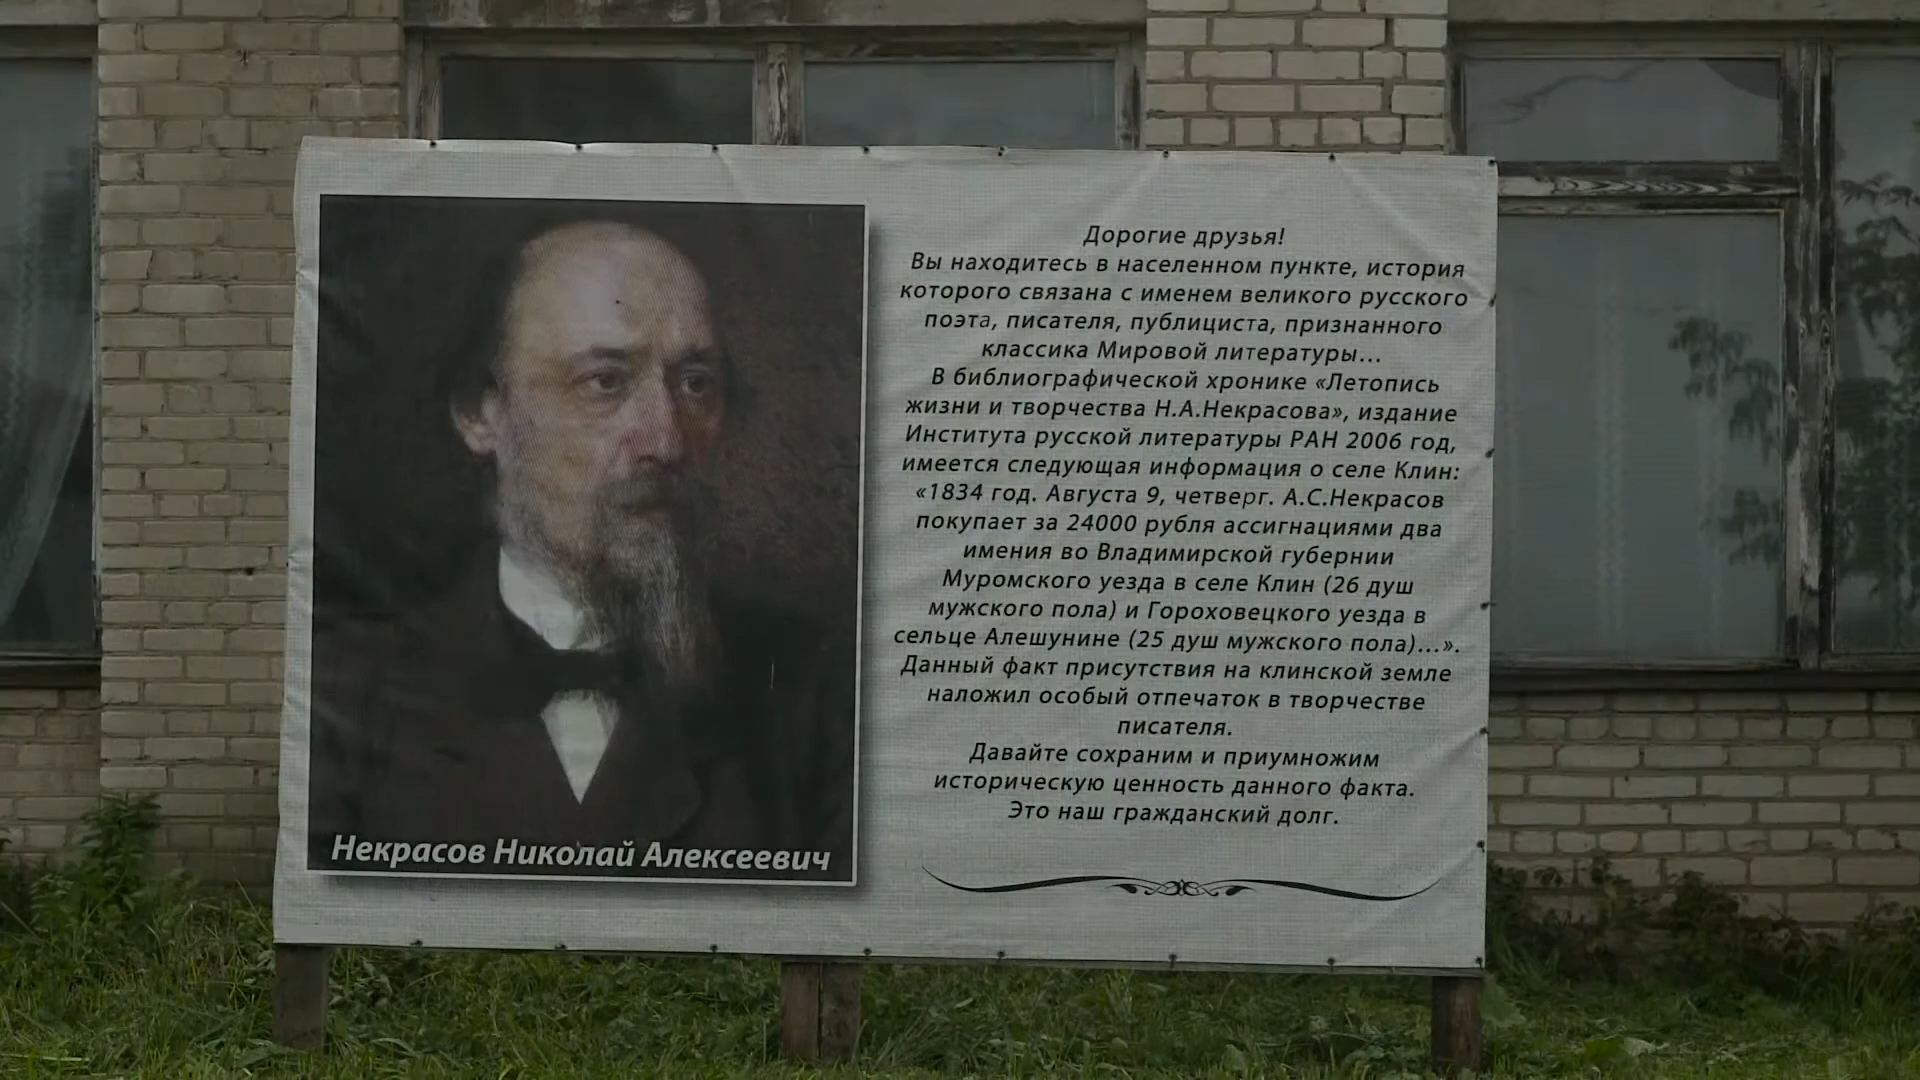 Дорогие друзья!
Вы находитесь в населенном пункте, история
которого связана с именем великого русского
поэта, писателя, публициста, признанного
классика Мировой литературы...
В библиографической хронике «Летопись
жизни и творчества Н.А.Некрасова», издание
Института русской литературы РАН 2006 год,
имеется следующая информация о селе Клин:
«1834 год. Августа 9, четверг. А.С.Некрасов
покупает за 24000 рубля ассигнациями два
имения во Владимирской губернии
Муромского уезда в селе Клин (26 душ
мужского пола) и Гороховецкого уезда в
сельце Алешунине (25 душ мужского пола)...».
Данный факт присутствия на клинской земле
наложил особый отпечаток в творчестве
писателя.
Давайте сохраним и приумножим
историческую ценность данного факта.
Это наш гражданский долг.
Некрасов Николай Алексеевич